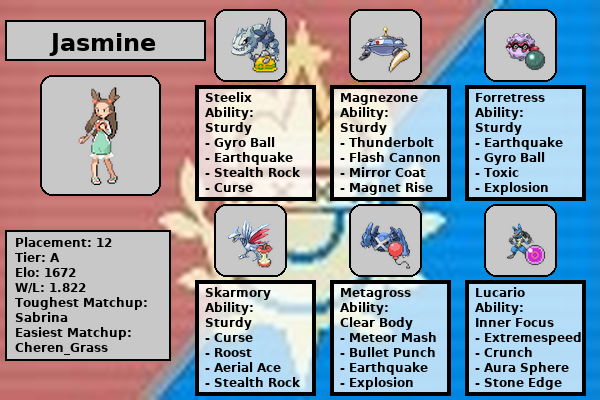 Jasmine
Steelix
Ability:
Sturdy
- Gyro Ball
- Earthquake
- Stealth Rock
- Curse
Magnezone
Ability:
Sturdy
- Thunderbolt
- Flash Cannon
- Mirror Coat
- Magnet Rise
Forretress
Ability:
Sturdy
- Earthquake
- Gyro Ball
- Toxic
- Explosion
Placement: 12
Tier: A
Elo: 1672
W/L: 1.822
Toughest Matchup:
Sabrina
Easiest Matchup:
Cheren_Grass
Skarmory
Ability:
Sturdy
- Curse
- Roost
- Aerial Ace
- Stealth Rock
Metagross
Ability:
Clear Body
- Meteor Mash
- Bullet Punch
- Earthquake
- Explosion
Lucario
Ability:
Inner Focus
- Extremespeed
- Crunch
- Aura Sphere
- Stone Edge